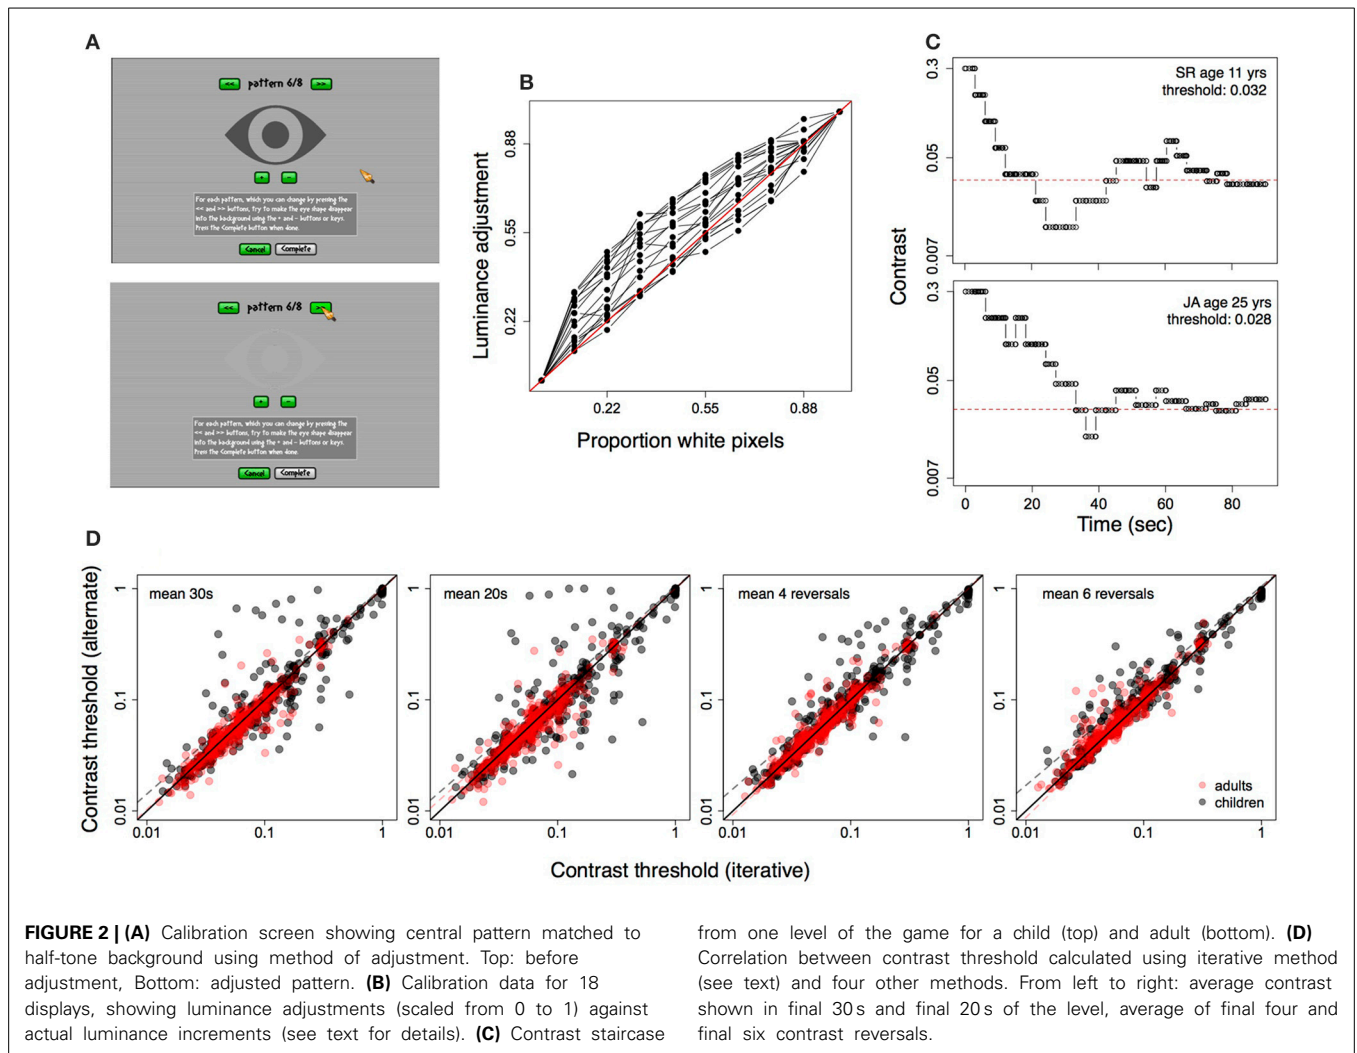 A
<< pattern 6/8 >>
+ -
For each pattern, which you can change by pressing the
<< and >> buttons, try to make the eye shape disappear
into the background using the + and - buttons or keys.
Press the Complete button when done.
Cancel Complete
<< pattern 6/8 >>
+ -
For each pattern, which you can change by pressing the
<< and >> buttons, try to make the eye shape disappear
into the background using the + and - buttons or keys.
Press the Complete button when done.
Cancel Complete
B
Luminance adjustment
0.88
0.55
0.22
0.22 0.55 0.88
Proportion white pixels
C
Contrast
0.3
0.05
0.007
SR age 11 yrs
threshold: 0.032
0.3
0.05
0.007
JA age 25 yrs
threshold: 0.028
0 20 40 60 80
Time (sec)
D
Contrast threshold (alternate)
1
0.1
0.01
mean 30s
0.01 0.1 1
1
0.1
0.01
mean 20s
0.01 0.1 1
1
0.1
0.01
mean 4 reversals
0.01 0.1 1
1
0.1
0.01
mean 6 reversals
adults
children
0.01 0.1 1
Contrast threshold (iterative)
FIGURE 2 | (A) Calibration screen showing central pattern matched to
half-tone background using method of adjustment. Top: before
adjustment, Bottom: adjusted pattern. (B) Calibration data for 18
displays, showing luminance adjustments (scaled from 0 to 1) against
actual luminance increments (see text for details). (C) Contrast staircase
from one level of the game for a child (top) and adult (bottom). (D)
Correlation between contrast threshold calculated using iterative method
(see text) and four other methods. From left to right: average contrast
shown in final 30 s and final 20 s of the level, average of final four and
final six contrast reversals.